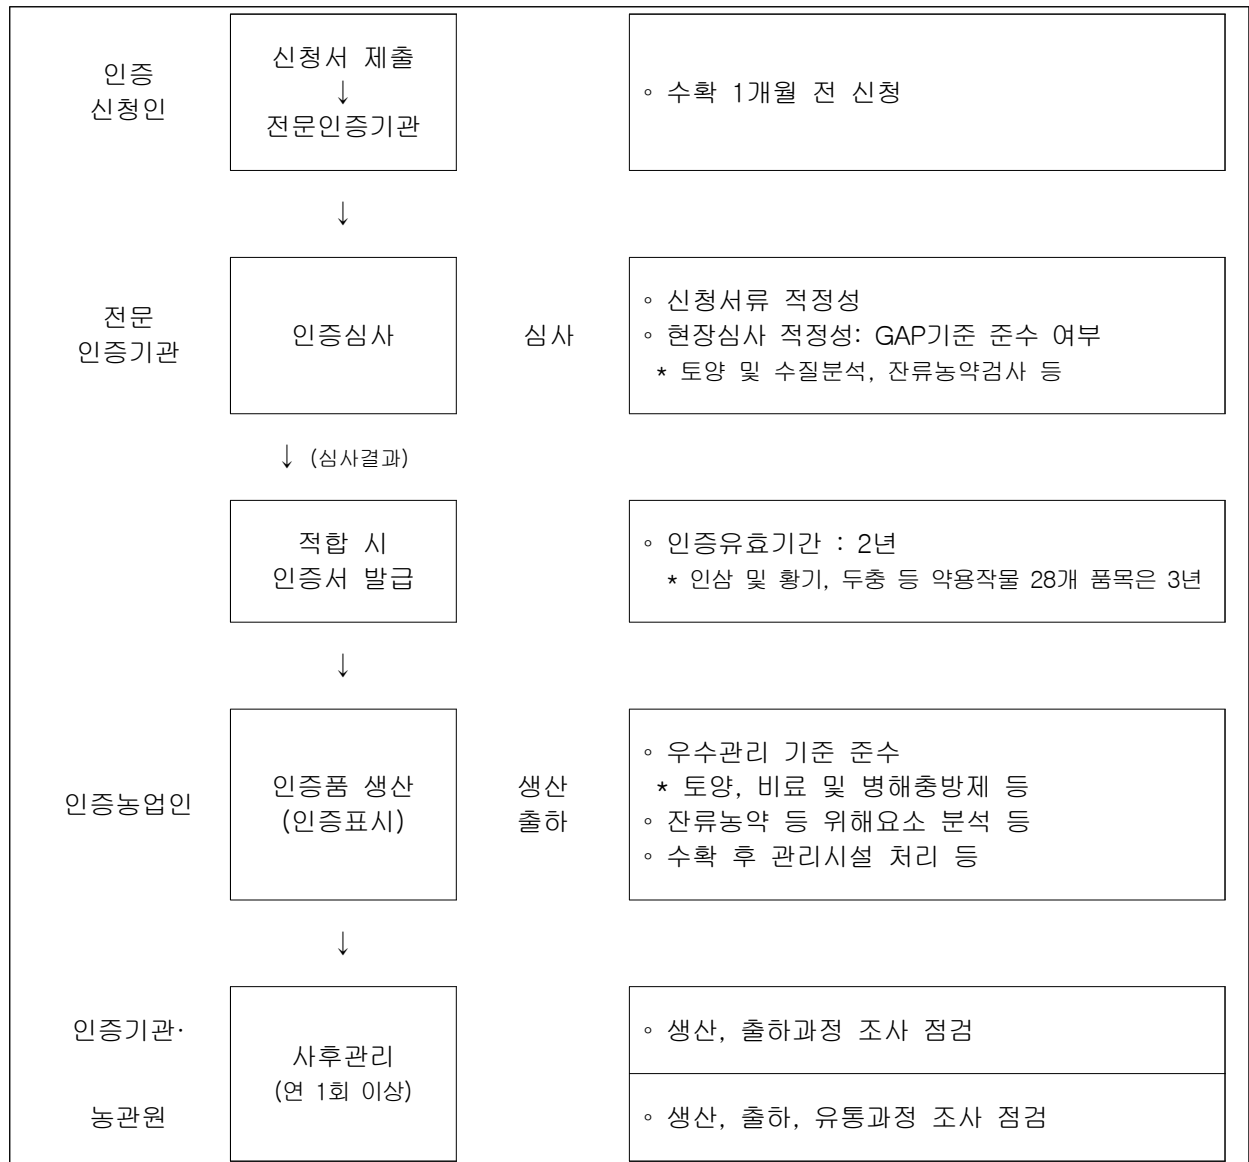 인증
신청인
신청서 제출
↓
전문인증기관
◦ 수확 1개월 전 신청
↓
전문
인증기관
인증심사
심사
◦ 신청서류 적정성
◦ 현장심사 적정성: GAP기준 준수 여부
* 토양 및 수질분석, 잔류농약검사 등
↓ (심사결과)
적합 시
인증서 발급
◦ 인증유효기간 : 2년
* 인삼 및 황기, 두충 등 약용작물 28개 품목은 3년
↓
인증농업인
인증품 생산
(인증표시)
생산
출하
◦ 우수관리 기준 준수
* 토양, 비료 및 병해충방제 등
◦ 잔류농약 등 위해요소 분석 등
◦ 수확 후 관리시설 처리 등
↓
인증기관·
농관원
사후관리
(연 1회 이상)
◦ 생산, 출하과정 조사 점검
◦ 생산, 출하, 유통과정 조사 점검